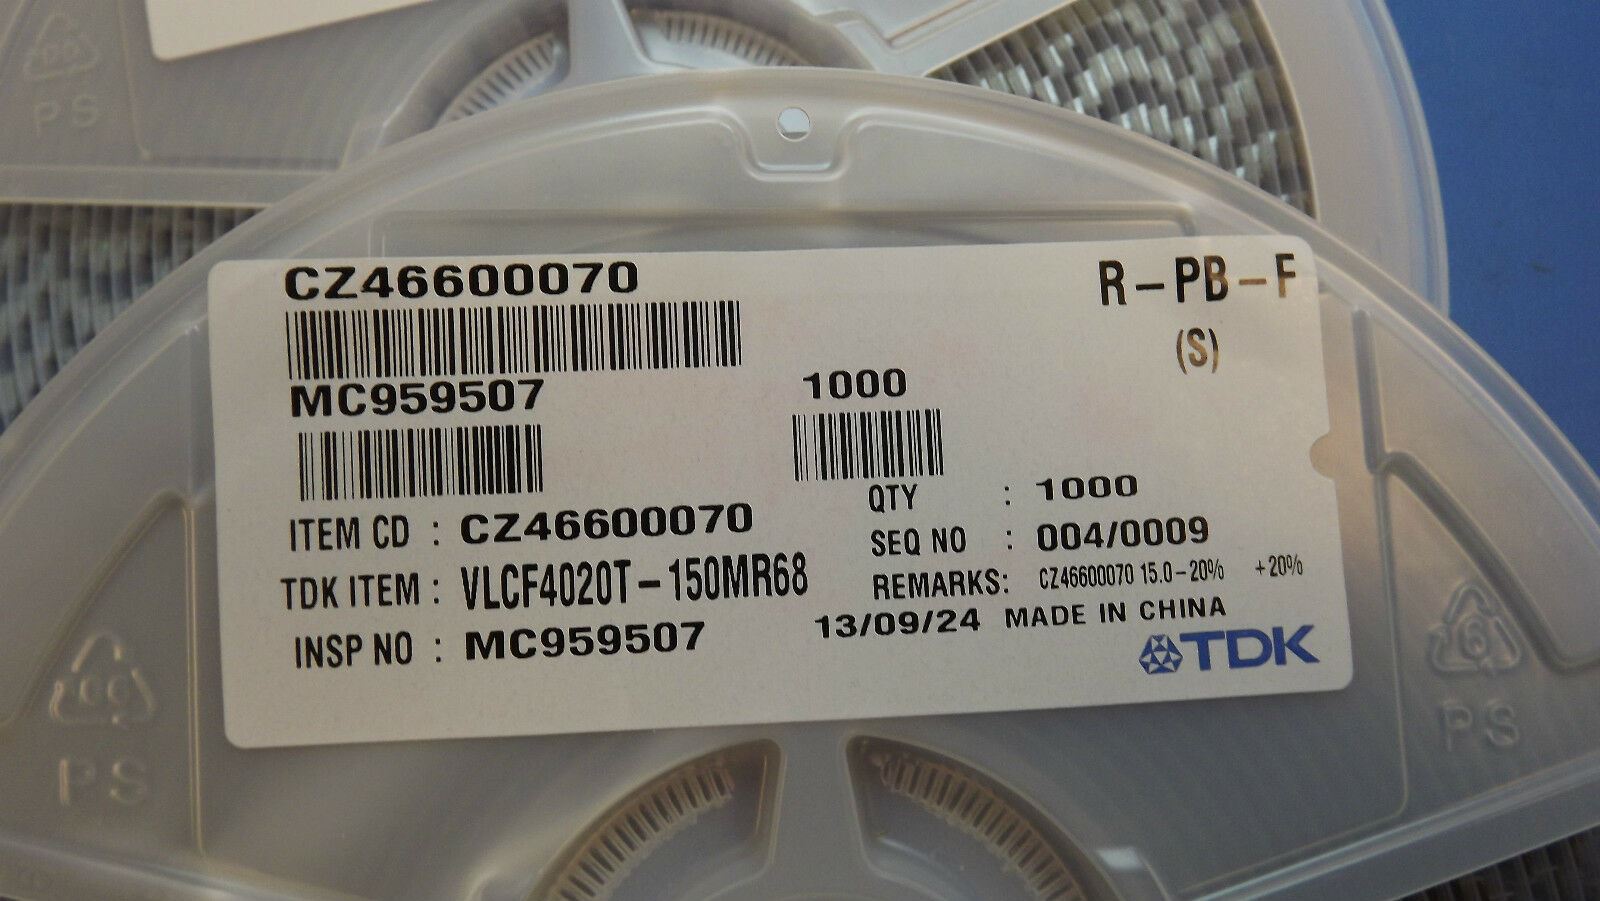 PS
CZ46600070
R-PB-F
(S)
MC959507
1000
QTY : 1000
ITEM CD : CZ46600070
SEQ NO : 004/0009
TDK ITEM : VLCF4020T-150MR68
REMARKS: CZ46600070 15.0-20% +20%
INSP NO : MC959507
13/09/24 MADE IN CHINA
TDK
6
PS
PS